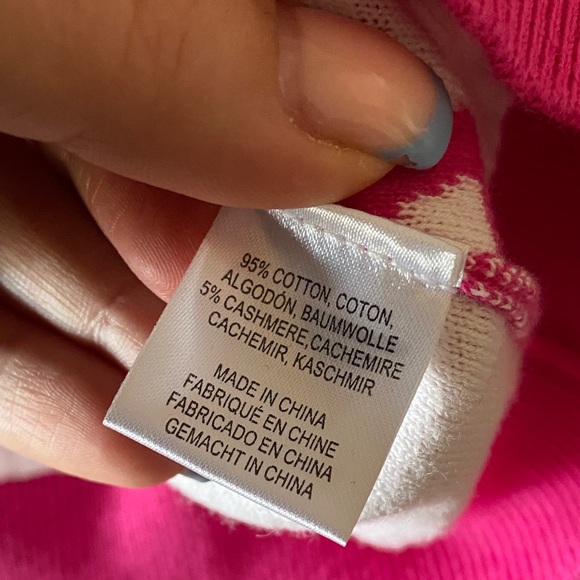 95% COTTON, COTON,
ALGODÓN, BAUMWOLLE
5% CASHMERE, CACHEMIRE
CACHEMIR, KASCHMIR
MADE IN CHINA
FABRIQUÉ EN CHINE
FABRICADO EN CHINA
GEMACHT IN CHINA